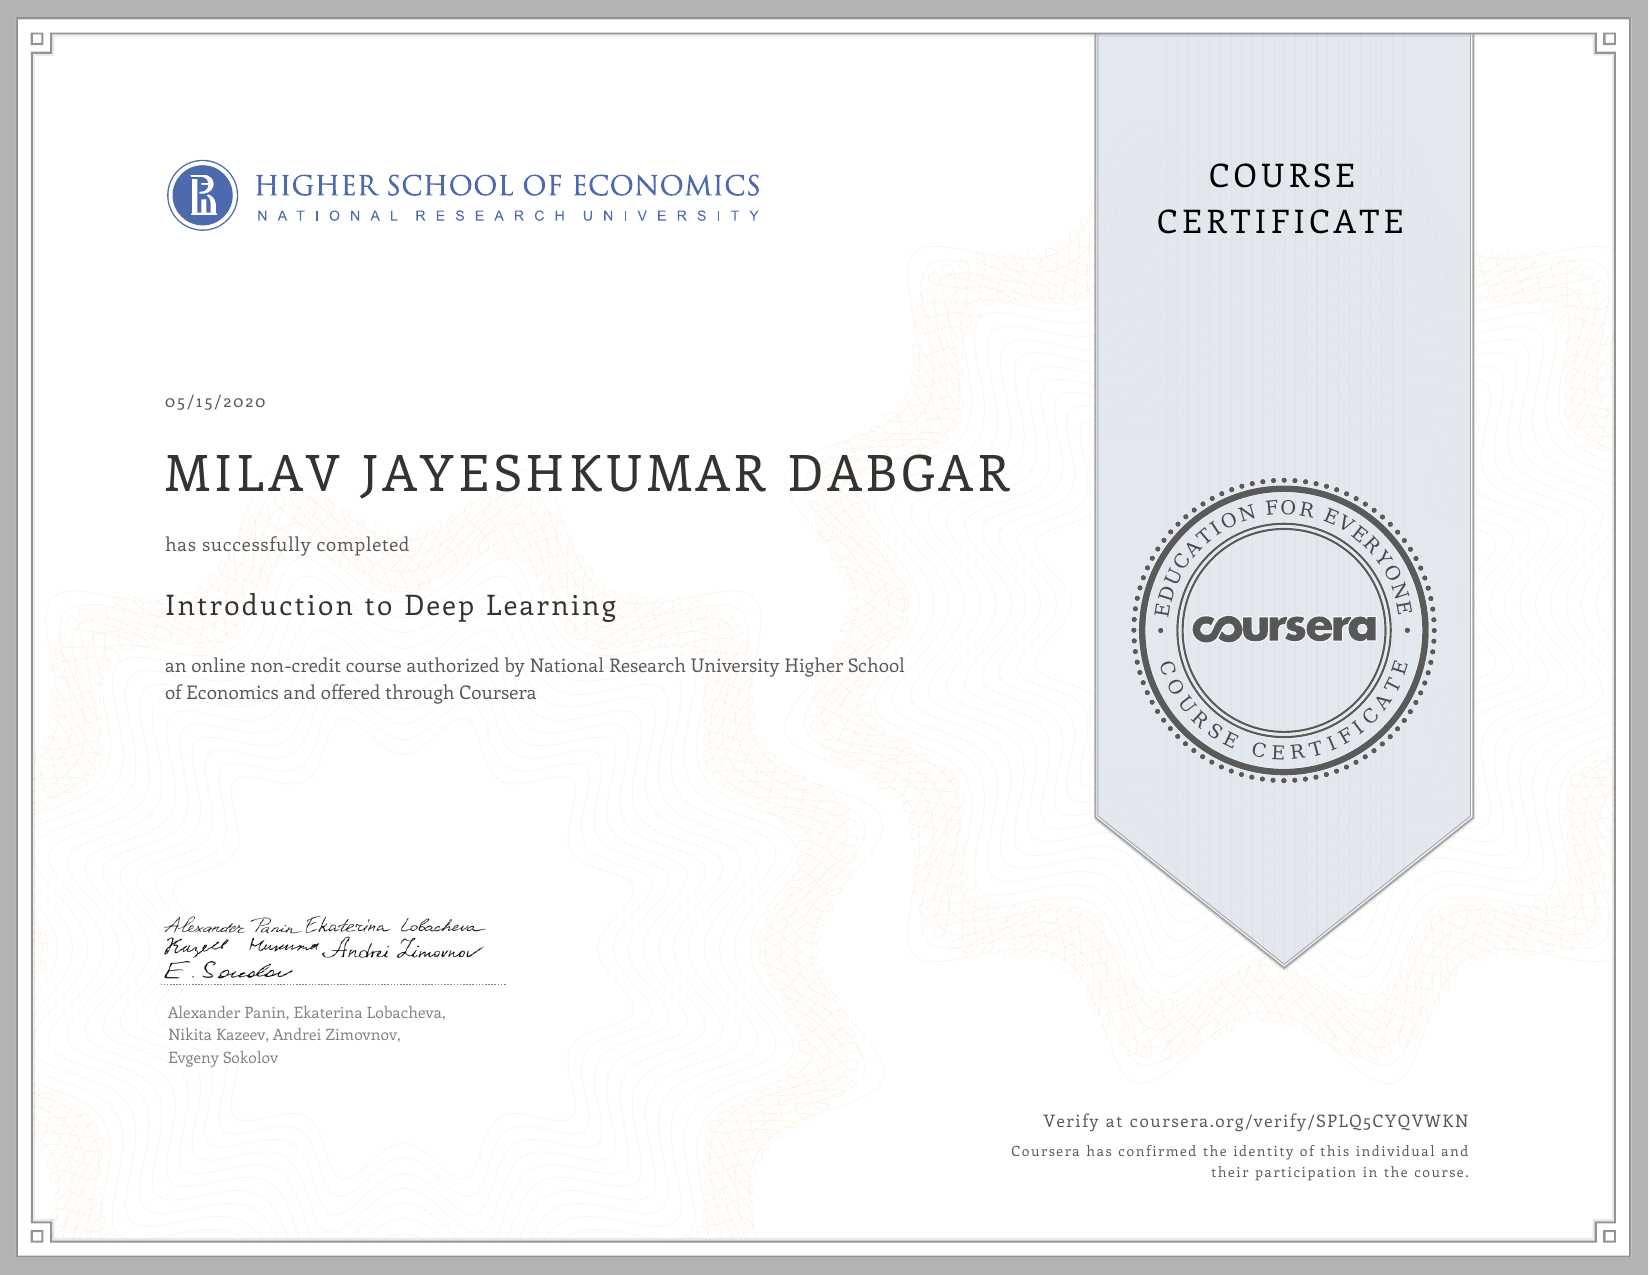 HIGHER SCHOOL OF ECONOMICS
NATIONAL RESEARCH UNIVERSITY
COURSE
CERTIFICATE
05/15/2020
MILAV JAYESHKUMAR DABGAR
has successfully completed
Introduction to Deep Learning
an online non-credit course authorized by National Research University Higher School
of Economics and offered through Coursera
EDUCATION FOR EVERYONE
coursera
COURSE CERTIFICATE
Alexander Panin Ekaterina Lobacheva
Andrei Zimovnov
E. Sokolov
Alexander Panin, Ekaterina Lobacheva,
Nikita Kazeev, Andrei Zimovnov,
Evgeny Sokolov
Verify at coursera.org/verify/SPLQ5CYQVWKN
Coursera has confirmed the identity of this individual and
their participation in the course.